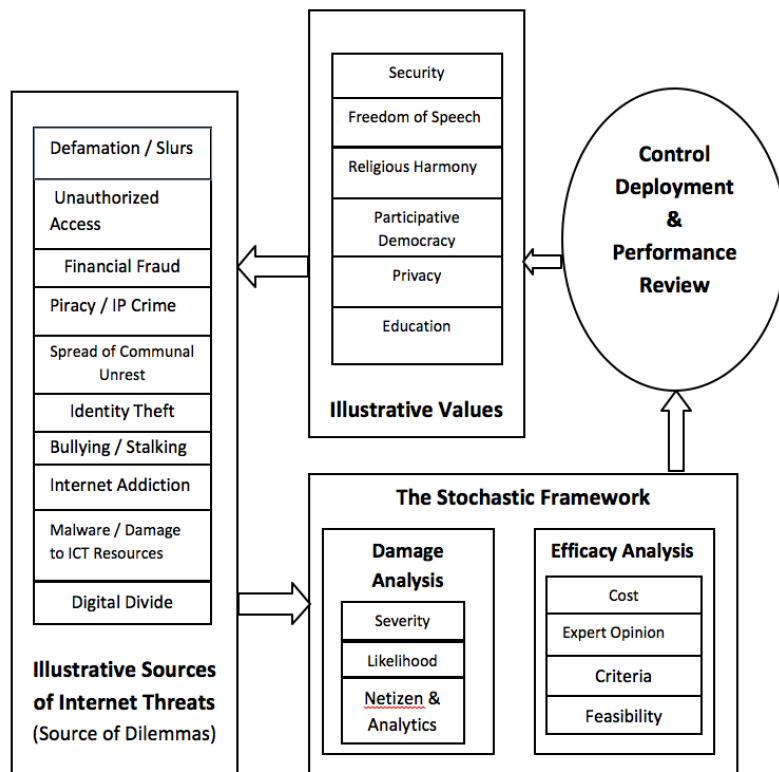 Defamation / Slurs
Unauthorized
Access
Financial Fraud
Piracy / IP Crime
Spread of Communal
Unrest
Identity Theft
Bullying / Stalking
Internet Addiction
Malware / Damage
to ICT Resources
Digital Divide
Illustrative Sources
of Internet Threats
(Source of Dilemmas)
Security
Freedom of Speech
Religious Harmony
Participative
Democracy
Privacy
Education
Illustrative Values
Control
Deployment
&
Performance
Review
The Stochastic Framework
Damage
Analysis
Severity
Likelihood
Netizen &
Analytics
Efficacy Analysis
Cost
Expert Opinion
Criteria
Feasibility